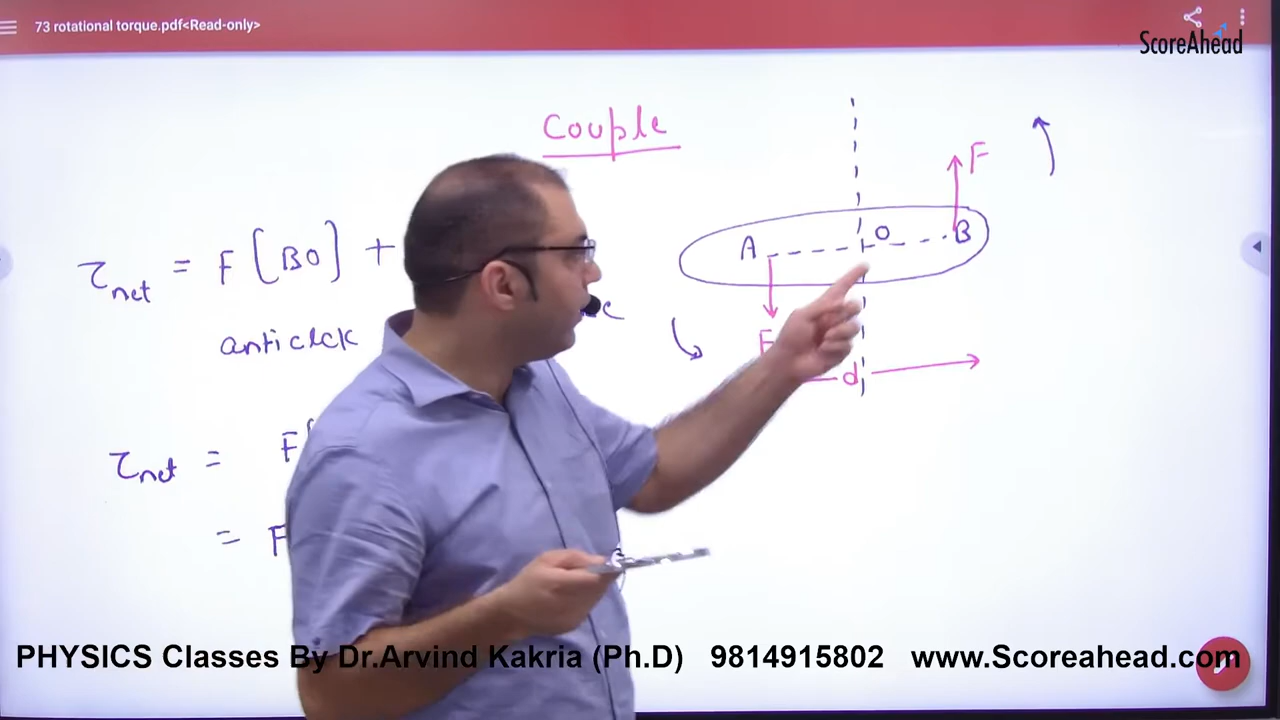 73 rotational torque.pdf<Read-only>
ScoreAhead
Couple
F
A O B
τnet = F [BO] +
anticlck
F
d
τnet = F
= F
PHYSICS Classes By Dr.Arvind Kakria (Ph.D) 9814915802 www.Scoreahead.com